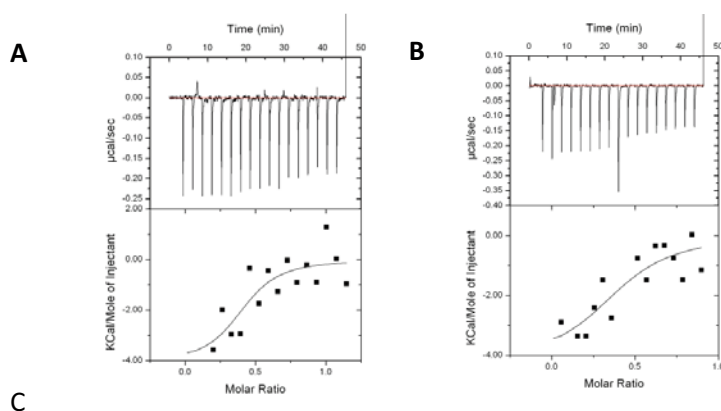 A
Time (min)
0 10 20 30 40 50
0.10
0.05
0.00
-0.05
-0.10
-0.15
-0.20
-0.25
µcal/sec
2.00
0.00
-2.00
-4.00
KCal/Mole of Injectant
0.0 0.5 1.0
Molar Ratio
B
Time (min)
0 10 20 30 40 50
0.10
0.05
0.00
-0.05
-0.10
-0.15
-0.20
-0.25
-0.30
-0.35
-0.40
µcal/sec
0.00
-2.00
-4.00
KCal/Mole of Injectant
0.0 0.5 1.0
Molar Ratio
C